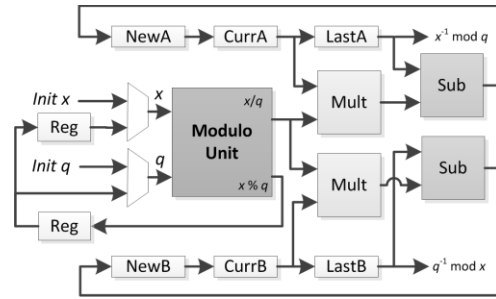 NewA CurrA LastA x⁻¹ mod q
Init x x x/q
Reg Mult Sub
Modulo
Unit
Init q q Mult Sub
x % q
Reg
NewB CurrB LastB q⁻¹ mod x